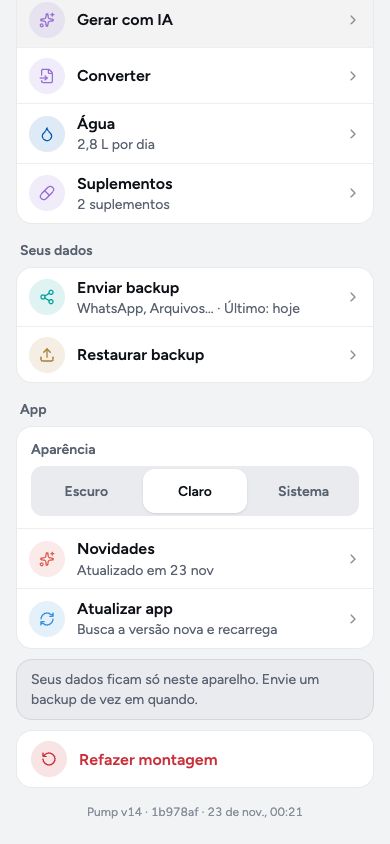 Gerar com IA
Converter
Água
2,8 L por dia
Suplementos
2 suplementos
Seus dados
Enviar backup
WhatsApp, Arquivos... · Último: hoje
Restaurar backup
App
Aparência
Escuro Claro Sistema
Novidades
Atualizado em 23 nov
Atualizar app
Busca a versão nova e recarrega
Seus dados ficam só neste aparelho. Envie um
backup de vez em quando.
Refazer montagem
Pump v14 · 1b978af · 23 de nov., 00:21